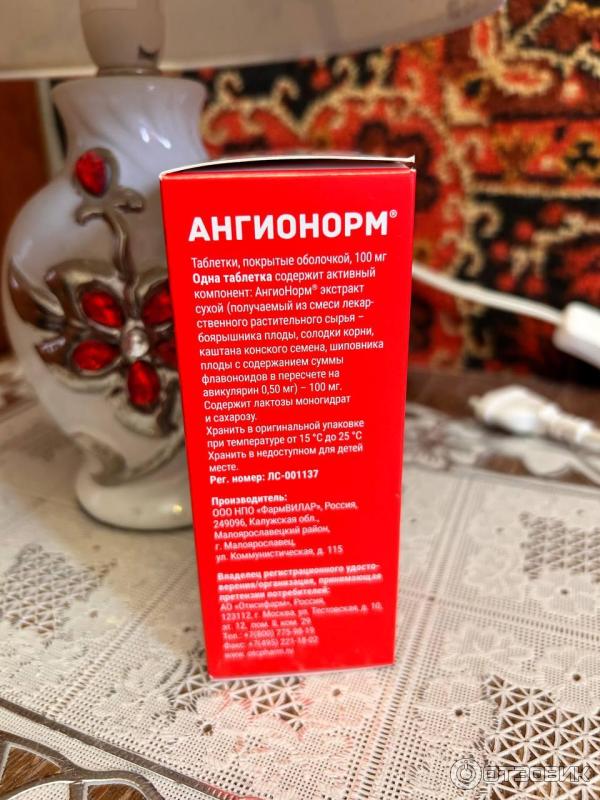 АНГИОНОРМ®
Таблетки, покрытые оболочкой, 100 мг
Одна таблетка содержит активный
компонент: АнгиоНорм® экстракт
сухой (получаемый из смеси лекар-
ственного растительного сырья –
боярышника плоды, солодки корни,
каштана конского семена, шиповника
плоды с содержанием суммы
флавоноидов в пересчете на
авикулярин 0,50 мг) – 100 мг.
Содержит лактозы моногидрат
и сахарозу.
Хранить в оригинальной упаковке
при температуре от 15 °C до 25 °C
Хранить в недоступном для детей
месте.
Рег. номер: ЛС-001137
Производитель:
ООО НПО «ФармВИЛАР», Россия,
249096, Калужская обл.,
Малоярославецкий район,
г. Малоярославец,
ул. Коммунистическая, д. 115
Владелец регистрационного удосто-
верения/организация, принимающая
претензии потребителей:
АО «Отисифарм», Россия,
123112, г. Москва, ул. Тестовская, д. 10,
эт. 12, пом. II, ком. 29
Тел.: +7(800) 775-98-19
Факс: +7(495) 221-18-02
www. otcpharm.ru
ОТЗОВИК